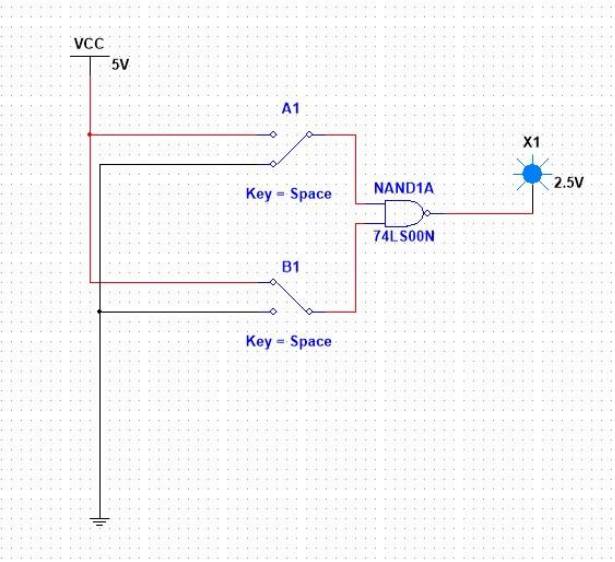 VCC
5V
A1
Key = Space
X1
2.5V
NAND1A
74LS00N
B1
Key = Space